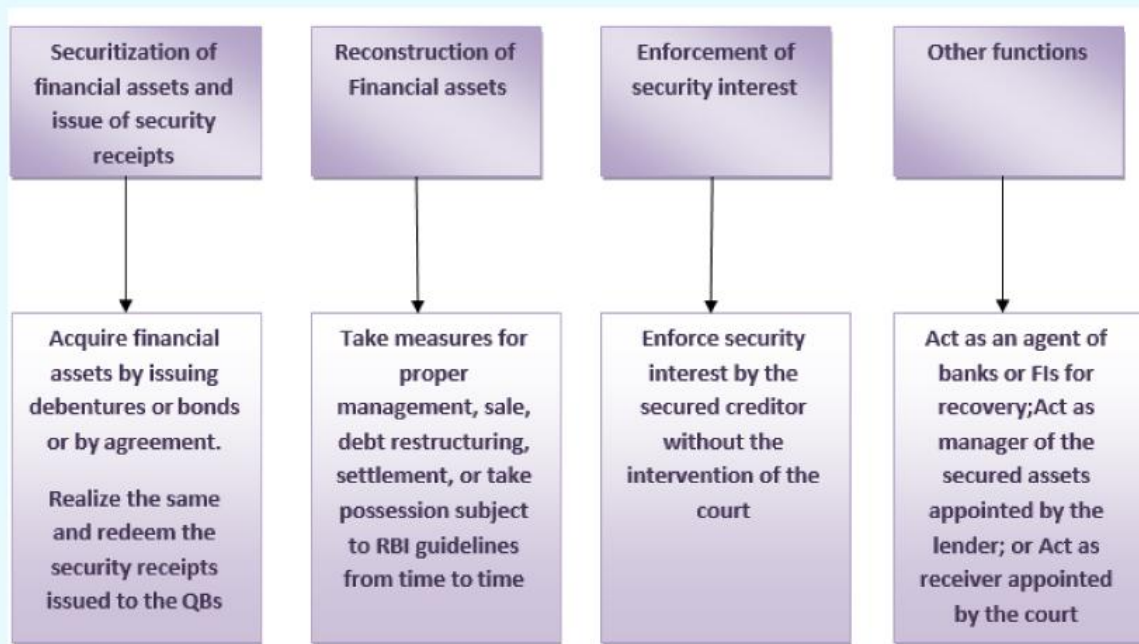 Securitization of
financial assets and
issue of security
receipts
Reconstruction of
Financial assets
Enforcement of
security interest
Other functions
Acquire financial
assets by issuing
debentures or bonds
or by agreement.
Realize the same
and redeem the
security receipts
issued to the QBs
Take measures for
proper
management, sale,
debt restructuring,
settlement, or take
possession subject
to RBI guidelines
from time to time
Enforce security
interest by the
secured creditor
without the
intervention of the
court
Act as an agent of
banks or FIs for
recovery;Act as
manager of the
secured assets
appointed by the
lender; or Act as
receiver appointed
by the court